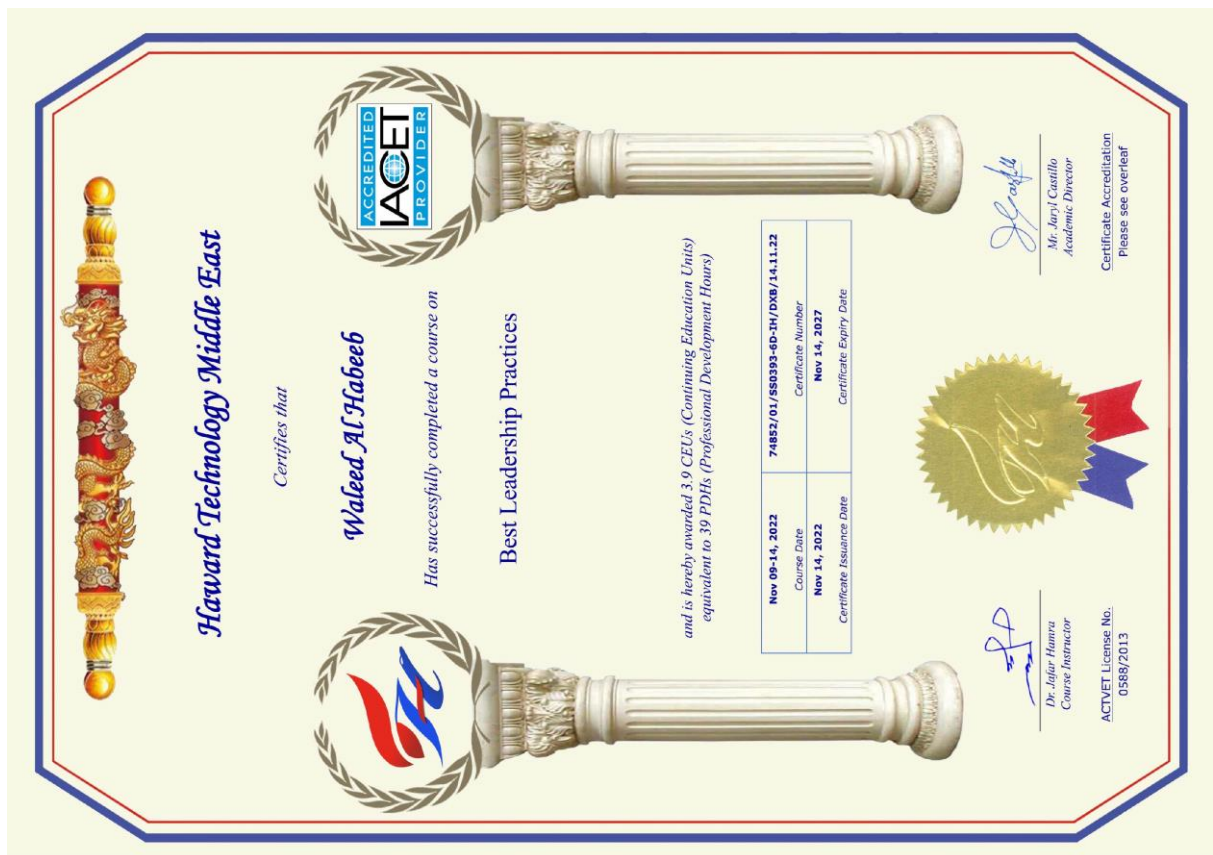 Haward Technology Middle East
Certifies that
Waleed Al Habeeb
ACCREDITED
IACET
PROVIDER
Has successfully completed a course on
Best Leadership Practices
and is hereby awarded 3.9 CEUs (Continuing Education Units)
equivalent to 39 PDHs (Professional Development Hours)
Nov 09-14, 2022 74852/01/SS0393-6D-IH/DXB/14.11.22
Course Date Certificate Number
Nov 14, 2022 Nov 14, 2027
Certificate Issuance Date Certificate Expiry Date
Dr. Jafar Hamra
Course Instructor
ACTVET License No.
0588/2013
Mr. Jaryl Castillo
Academic Director
Certificate Accreditation
Please see overleaf